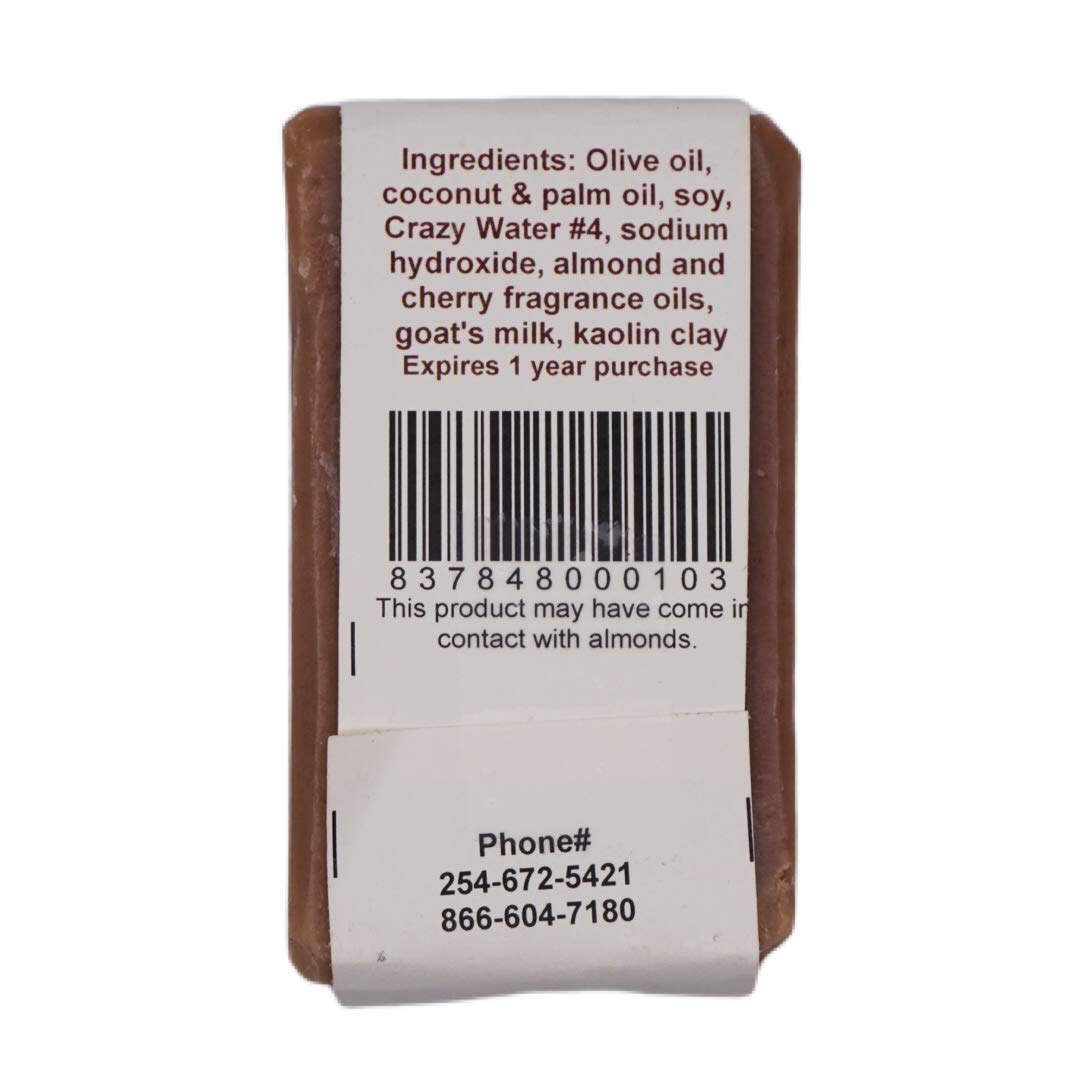 Ingredients: Olive oil,
coconut & palm oil, soy,
Crazy Water #4, sodium
hydroxide, almond and
cherry fragrance oils,
goat's milk, kaolin clay
Expires 1 year purchase
837848000103
This product may have come in
contact with almonds.
Phone#
254-672-5421
866-604-7180